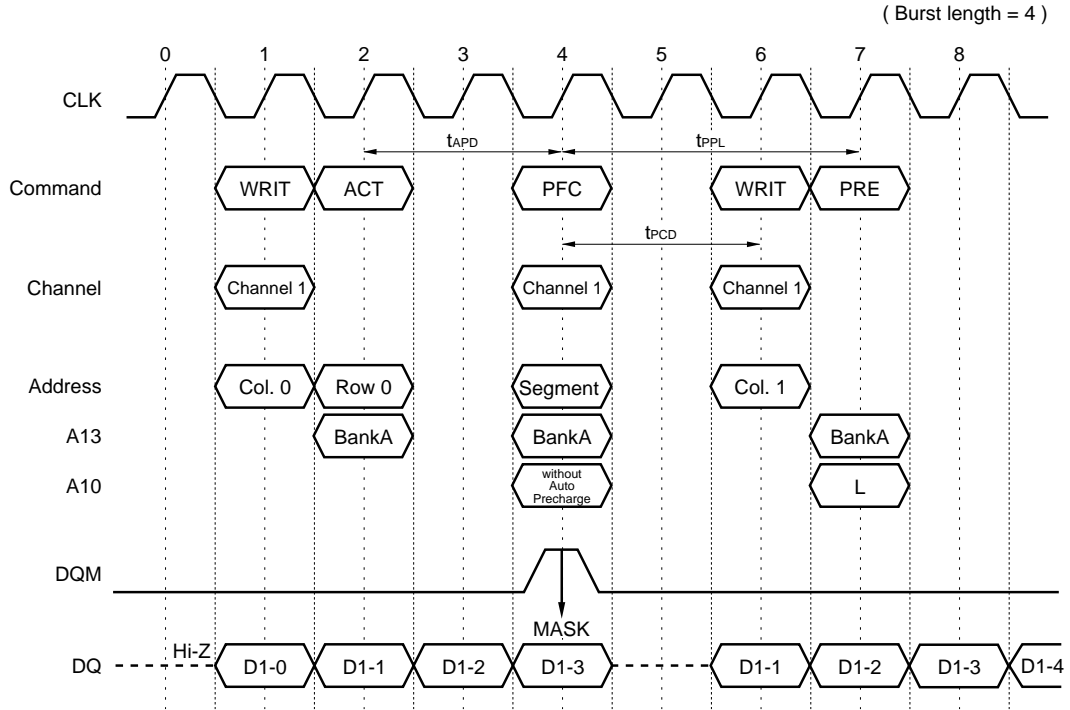 ( Burst length = 4 )
0 1 2 3 4 5 6 7 8
CLK
tAPD tPPL
Command WRIT ACT PFC WRIT PRE
tPCD
Channel Channel 1 Channel 1 Channel 1
Address Col. 0 Row 0 Segment Col. 1
A13 BankA BankA BankA
A10 without Auto Precharge L
DQM
MASK
DQ Hi-Z D1-0 D1-1 D1-2 D1-3 D1-1 D1-2 D1-3 D1-4